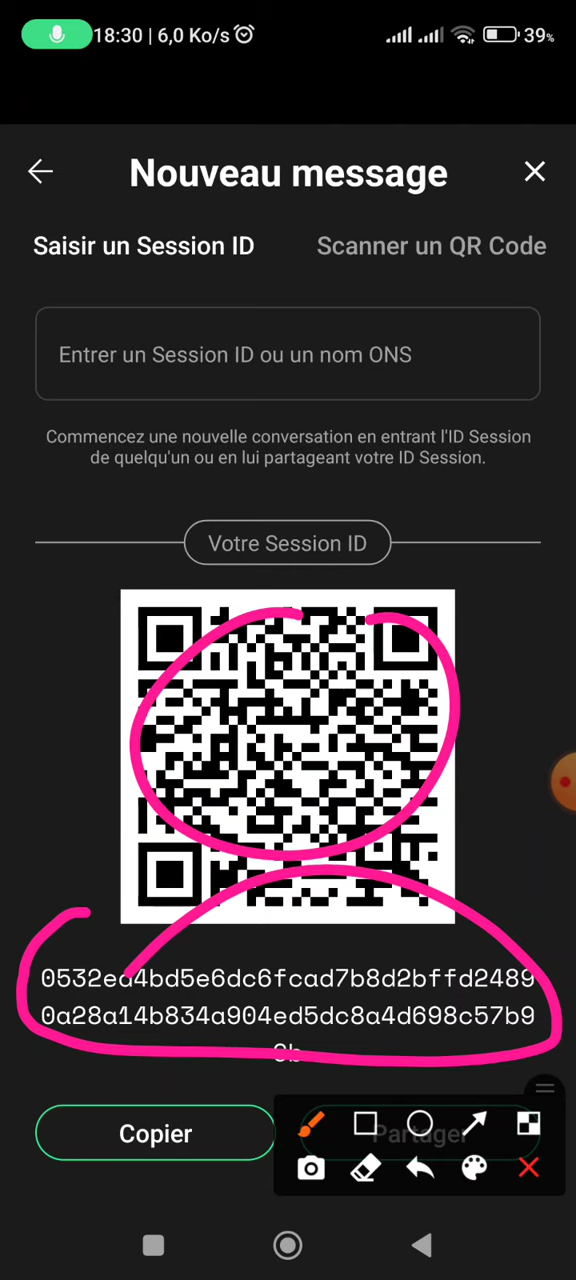 18:30 | 6,0 Ko/s
39%
Nouveau message
Saisir un Session ID
Scanner un QR Code
Entrer un Session ID ou un nom ONS
Commencez une nouvelle conversation en entrant l'ID Session
de quelqu'un ou en lui partageant votre ID Session.
Votre Session ID
0532ed4bd5e6dc6fcad7b8d2bffd2489
0a28a14b834a904ed5dc8a4d698c57b9
Copier
Partager